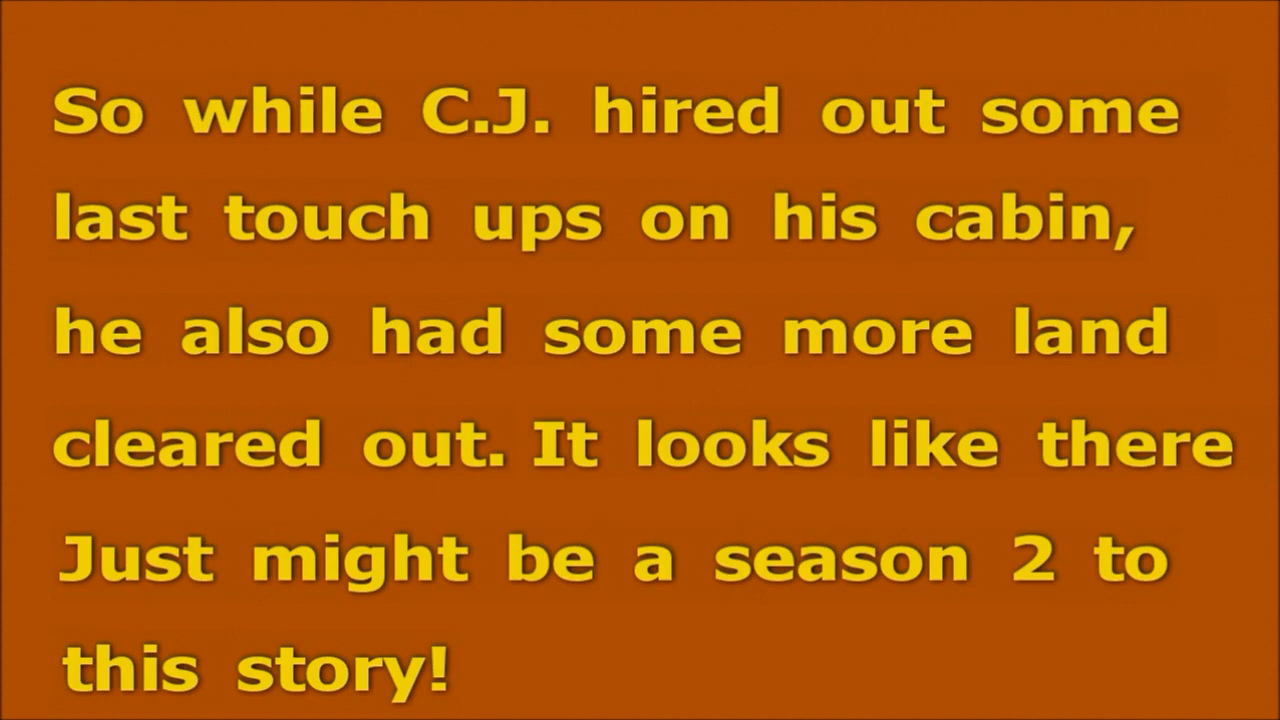 So while C.J. hired out some
last touch ups on his cabin,
he also had some more land
cleared out. It looks like there
Just might be a season 2 to
this story!